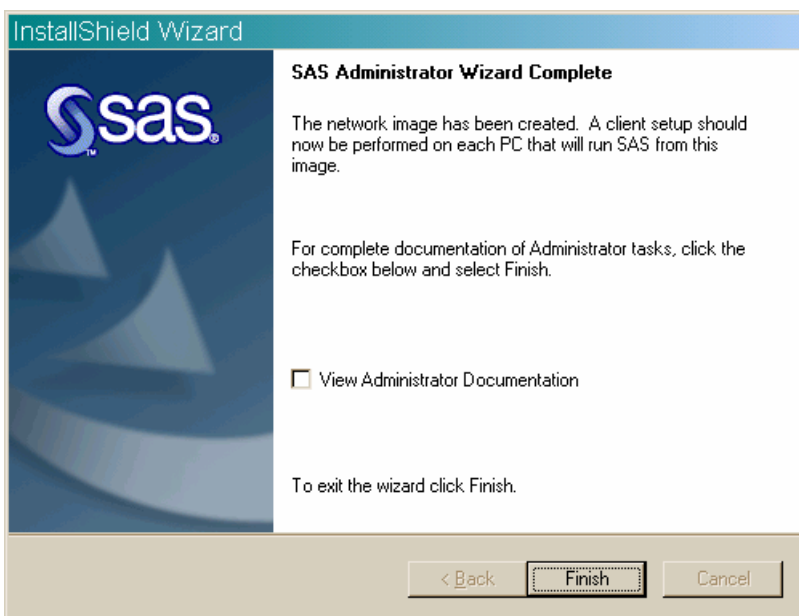 InstallShield Wizard
sas
TM
SAS Administrator Wizard Complete
The network image has been created. A client setup should
now be performed on each PC that will run SAS from this
image.
For complete documentation of Administrator tasks, click the
checkbox below and select Finish.
View Administrator Documentation
To exit the wizard click Finish.
< Back
Finish
Cancel